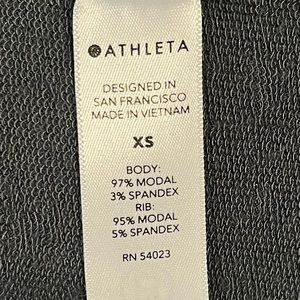 ATHLETA
DESIGNED IN
SAN FRANCISCO
MADE IN VIETNAM
XS
BODY:
97% MODAL
3% SPANDEX
RIB:
95% MODAL
5% SPANDEX
RN 54023